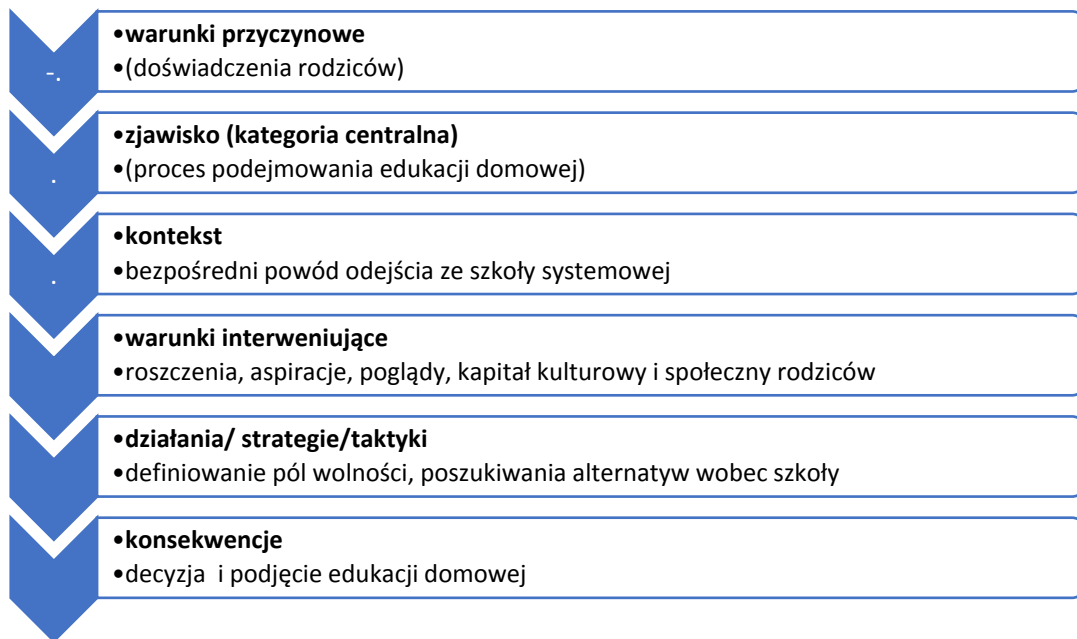 -.
•warunki przyczynowe
•(doświadczenia rodziców)
.
•zjawisko (kategoria centralna)
•(proces podejmowania edukacji domowej)
.
•kontekst
•bezpośredni powód odejścia ze szkoły systemowej
•warunki interweniujące
•roszczenia, aspiracje, poglądy, kapitał kulturowy i społeczny rodziców
•działania/ strategie/taktyki
•definiowanie pól wolności, poszukiwania alternatyw wobec szkoły
•konsekwencje
•decyzja  i podjęcie edukacji domowej